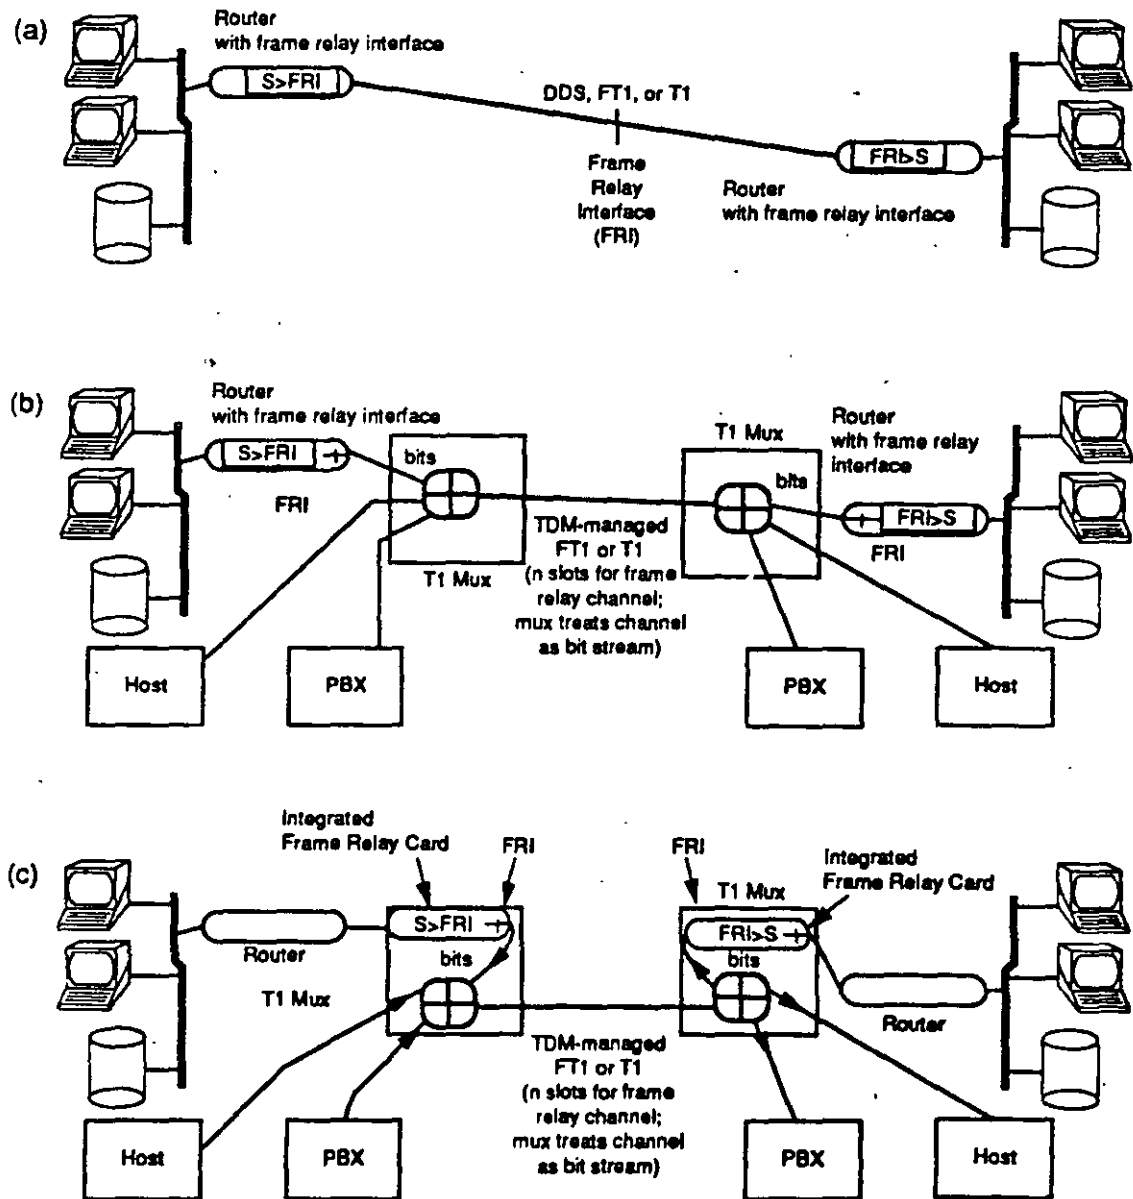 (a)
Router
with frame relay interface
S>FRI
DDS, FT1, or T1
Frame
Relay
Interface
(FRI)
FRI>S
Router
with frame relay interface
(b)
Router
with frame relay interface
S>FRI
FRI
bits
T1 Mux
TDM-managed
FT1 or T1
(n slots for frame
relay channel;
mux treats channel
as bit stream)
T1 Mux
bits
Router
with frame relay
interface
FRI>S
FRI
Host
PBX
PBX
Host
(c)
Integrated
Frame Relay Card
FRI
FRI
Integrated
Frame Relay Card
T1 Mux
S>FRI
FRI>S
Router
bits
bits
T1 Mux
Router
TDM-managed
FT1 or T1
(n slots for frame
relay channel;
mux treats channel
as bit stream)
Host
PBX
PBX
Host